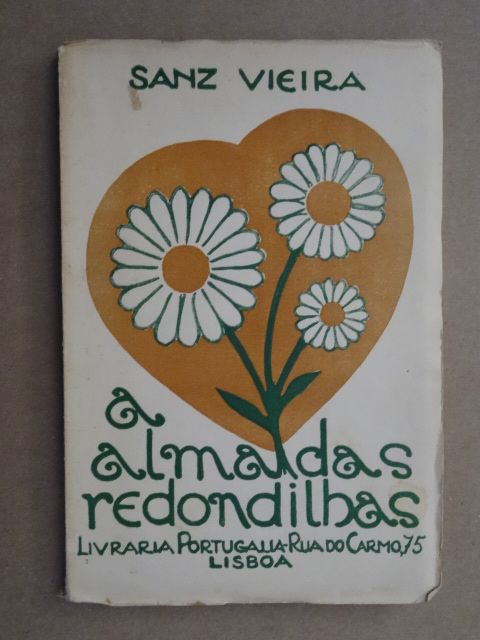 SANZ VIEIRA
a
alma das
redondilhas
LIVRARIA PORTUGALIA-RUA DO CARMO, 75
LISBOA